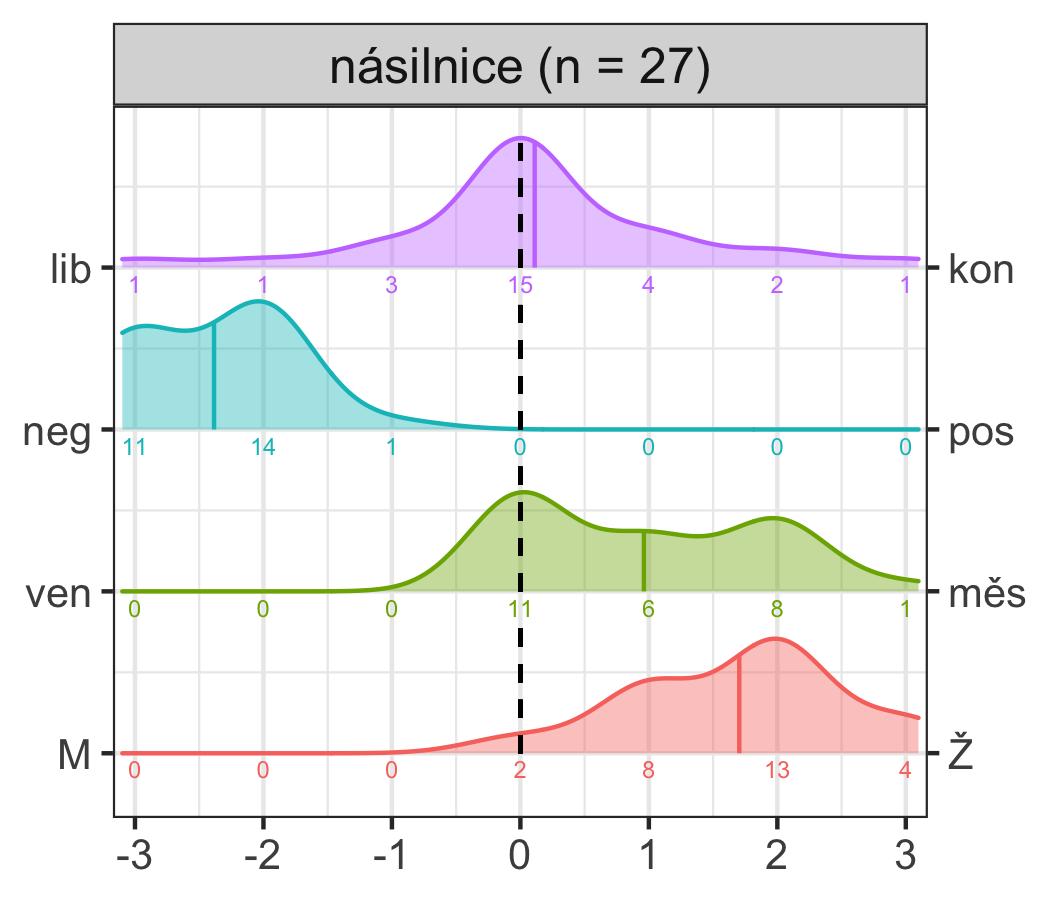 násilnice (n = 27)
lib kon
1 1 3 15 4 2 1
neg pos
11 14 1 0 0 0 0
ven měs
0 0 0 11 6 8 1
M Ž
0 0 0 2 8 13 4
-3 -2 -1 0 1 2 3